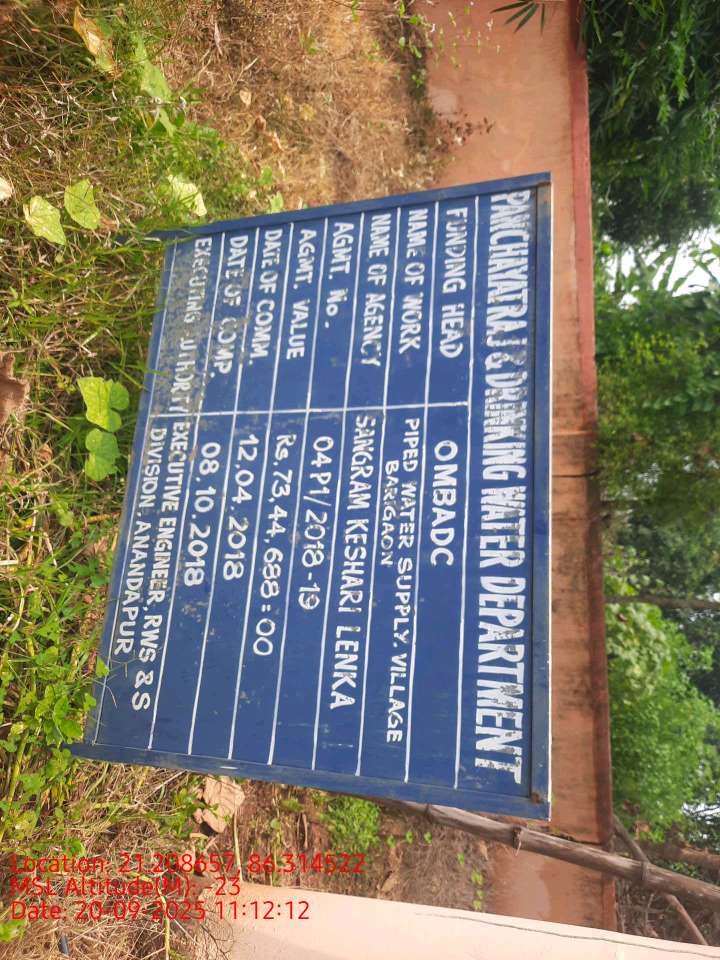 PANCHAYATRAJ & DRINKING WATER DEPARTMENT
FUNDING HEAD OMBADC
NAME OF WORK PIPED WATER SUPPLY, VILLAGE
BARIGAON
NAME OF AGENCY SANGRAM KESHARI LENKA
AGMT. No. 04P1/2018-19
AGMT. VALUE Rs. 73,44,688:00
DATE OF COMM. 12.04.2018
DATE OF COMP. 08.10.2018
EXECUTING EXECUTIVE ENGINEER, RWS & S
DIVISION, ANANDAPUR
Location: 21.208657, 86.314522
MSL Altitude(M): -23
Date: 20-09-2025 11:12:12